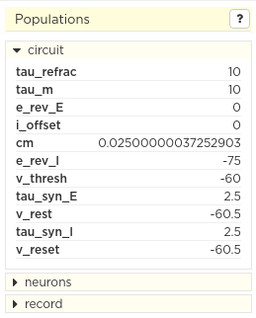 Populations ?
circuit
tau_refrac 10
tau_m 10
e_rev_E 0
i_offset 0
cm 0.02500000037252903
e_rev_I -75
v_thresh -60
tau_syn_E 2.5
v_rest -60.5
tau_syn_I 2.5
v_reset -60.5
neurons
record